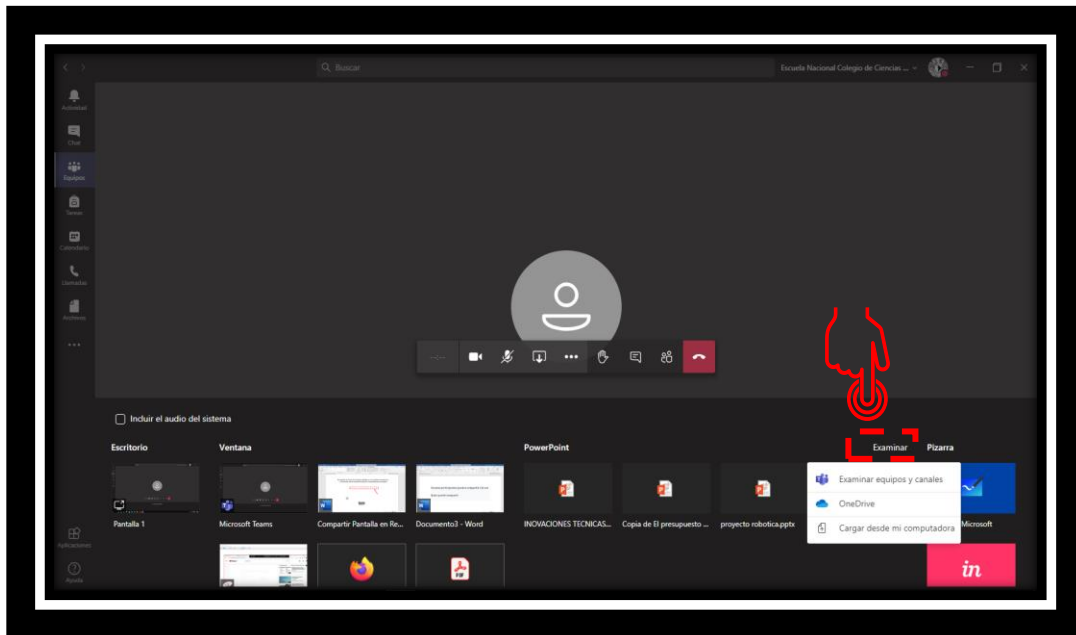 Buscar
Escuela Nacional Colegio de Ciencias ...
Actividad
Chat
Equipos
Tareas
Calendario
Llamadas
Archivos
Aplicaciones
Ayuda
--:--
Incluir el audio del sistema
Escritorio
Ventana
PowerPoint
Examinar
Pizarra
Examinar equipos y canales
OneDrive
Cargar desde mi computadora
Pantalla 1
Microsoft Teams
Compartir Pantalla en Re...
Documento3 - Word
INOVACIONES TECNICAS...
Copia de El presupuesto ...
proyecto robotica.pptx
Microsoft
PDF
in